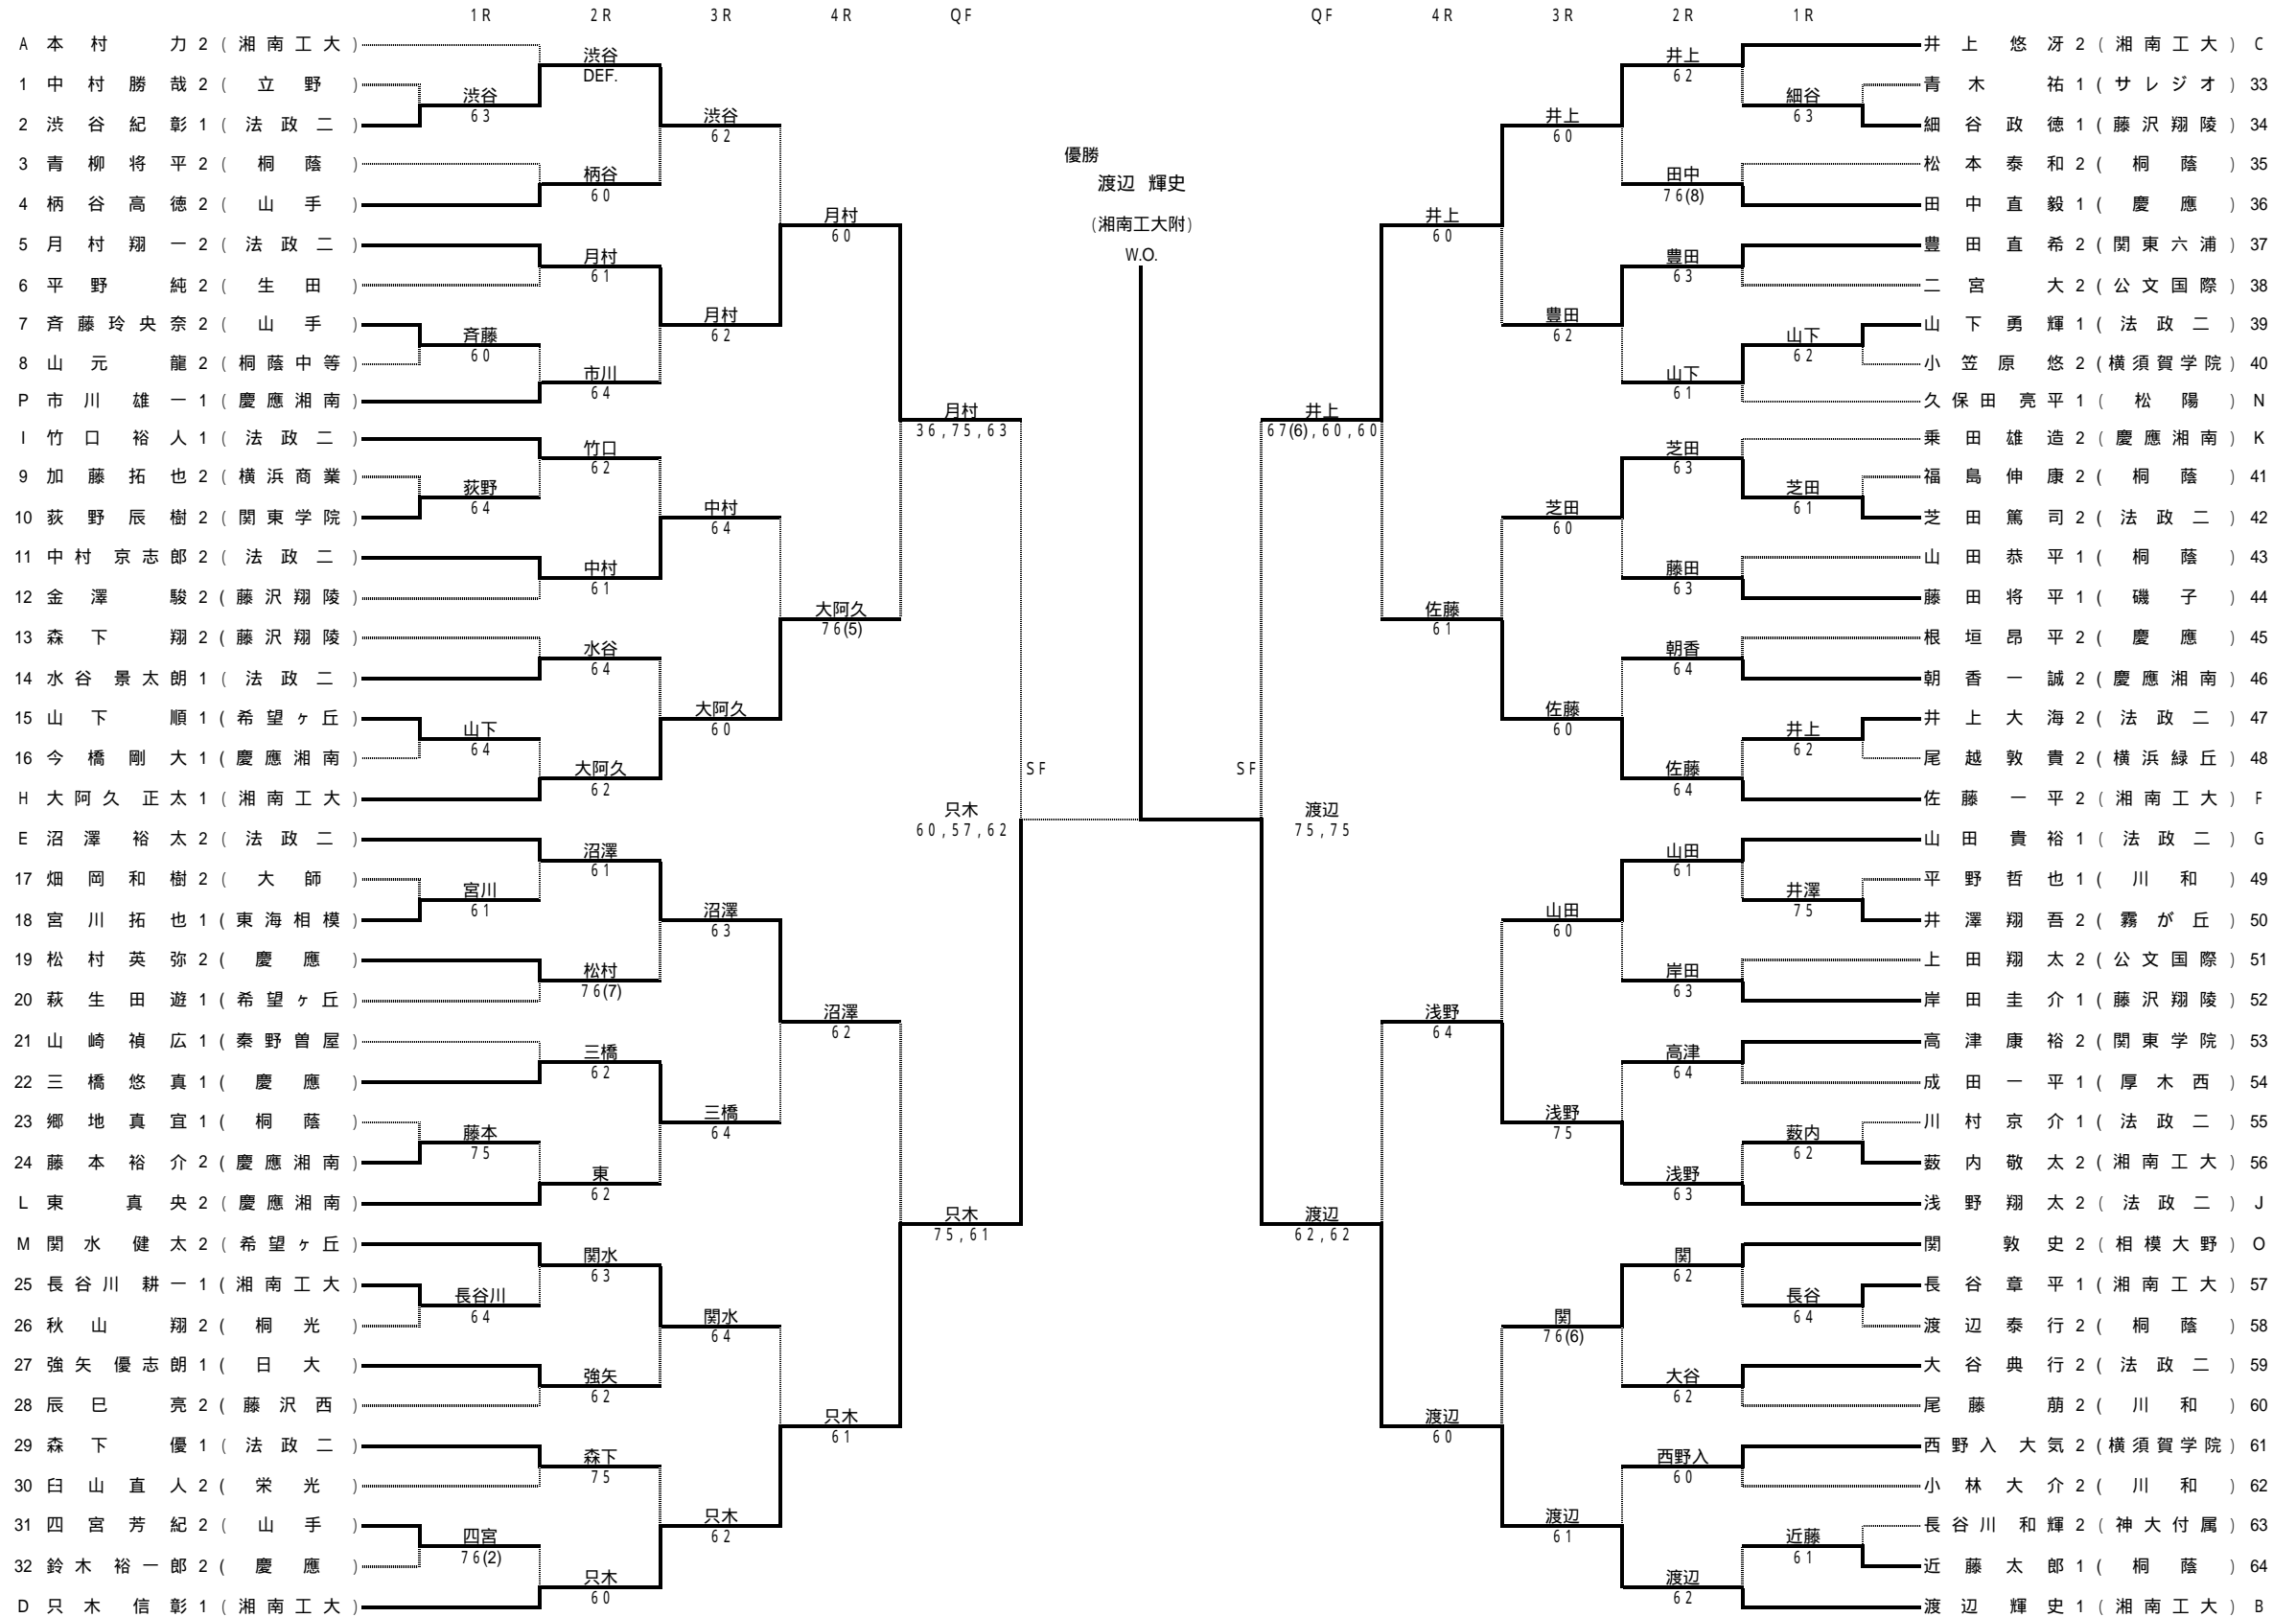 1R 2R 3R 4R QF QF 4R 3R 2R 1R
A 本村 力 2 (湘南工大)
1 中村勝哉 2 (立野)
2 渋谷紀彰 1 (法政二)
3 青柳将平 2 (桐蔭)
4 柄谷高徳 2 (山手)
5 月村翔一 2 (法政二)
6 平野 純 2 (生田)
7 斉藤玲央奈 2 (山手)
8 山元 龍 2 (桐蔭中等)
P 市川雄一 1 (慶應湘南)
I 竹口裕人 1 (法政二)
9 加藤拓也 2 (横浜商業)
10 荻野辰樹 2 (関東学院)
11 中村 京志郎 2 (法政二)
12 金澤 駿 2 (藤沢翔陵)
13 森下 翔 2 (藤沢翔陵)
14 水谷 景太朗 1 (法政二)
15 山下 順 1 (希望ヶ丘)
16 今橋剛大 1 (慶應湘南)
H 大阿久 正太 1 (湘南工大)
E 沼澤裕太 2 (法政二)
17 畑岡和樹 2 (大師)
18 宮川拓也 1 (東海相模)
19 松村英弥 2 (慶應)
20 萩生田遊 1 (希望ヶ丘)
21 山崎禎広 1 (秦野曽屋)
22 三橋悠真 1 (慶應)
23 郷地真宜 1 (桐蔭)
24 藤本裕介 2 (慶應湘南)
L 東 真央 2 (慶應湘南)
M 関水健太 2 (希望ヶ丘)
25 長谷川 耕一 1 (湘南工大)
26 秋山 翔 2 (桐光)
27 強矢 優志朗 1 (日大)
28 辰巳 亮 2 (藤沢西)
29 森下 優 1 (法政二)
30 臼山直人 2 (栄光)
31 四宮芳紀 2 (山手)
32 鈴木 裕一郎 2 (慶應)
D 只木信彰 1 (湘南工大)
渋谷
63
斉藤
60
荻野
64
山下
64
宮川
61
藤本
75
長谷川
64
四宮
76(2)
渋谷
DEF.
柄谷
60
月村
61
市川
64
竹口
62
中村
61
水谷
64
大阿久
62
沼澤
61
松村
76(7)
三橋
62
東
62
関水
63
強矢
62
森下
75
只木
60
渋谷
62
月村
62
中村
64
大阿久
60
沼澤
63
三橋
64
関水
64
只木
62
月村
60
大阿久
76(5)
沼澤
62
只木
61
月村
36,75,63
只木
75,61
SF
只木
60,57,62
優勝
渡辺 輝史
(湘南工大附)
W.O.
SF
渡辺
75,75
井上
67(6),60,60
渡辺
62,62
井上
60
佐藤
61
浅野
64
渡辺
60
井上
60
豊田
62
芝田
60
佐藤
60
山田
60
浅野
75
関
76(6)
渡辺
61
井上
62
田中
76(8)
豊田
63
山下
61
芝田
63
藤田
63
朝香
64
佐藤
64
山田
61
岸田
63
高津
64
浅野
63
関
62
大谷
62
西野入
60
渡辺
62
細谷
63
山下
62
芝田
61
井上
62
井澤
75
薮内
62
長谷
64
近藤
61
井上悠冴 2 (湘南工大) C
青木 祐 1 (サレジオ) 33
細谷政徳 1 (藤沢翔陵) 34
松本泰和 2 (桐蔭) 35
田中直毅 1 (慶應) 36
豊田直希 2 (関東六浦) 37
二宮 大 2 (公文国際) 38
山下勇輝 1 (法政二) 39
小笠原 悠 2 (横須賀学院) 40
久保田 亮平 1 (松陽) N
乗田雄造 2 (慶應湘南) K
福島伸康 2 (桐蔭) 41
芝田篤司 2 (法政二) 42
山田恭平 1 (桐蔭) 43
藤田将平 1 (磯子) 44
根垣昂平 2 (慶應) 45
朝香一誠 2 (慶應湘南) 46
井上大海 2 (法政二) 47
尾越敦貴 2 (横浜緑丘) 48
佐藤一平 2 (湘南工大) F
山田貴裕 1 (法政二) G
平野哲也 1 (川和) 49
井澤翔吾 2 (霧が丘) 50
上田翔太 2 (公文国際) 51
岸田圭介 1 (藤沢翔陵) 52
高津康裕 2 (関東学院) 53
成田一平 1 (厚木西) 54
川村京介 1 (法政二) 55
薮内敬太 2 (湘南工大) 56
浅野翔太 2 (法政二) J
関 敦史 2 (相模大野) O
長谷章平 1 (湘南工大) 57
渡辺泰行 2 (桐蔭) 58
大谷典行 2 (法政二) 59
尾藤 萠 2 (川和) 60
西野入 大気 2 (横須賀学院) 61
小林大介 2 (川和) 62
長谷川 和輝 2 (神大付属) 63
近藤太郎 1 (桐蔭) 64
渡辺輝史 1 (湘南工大) B